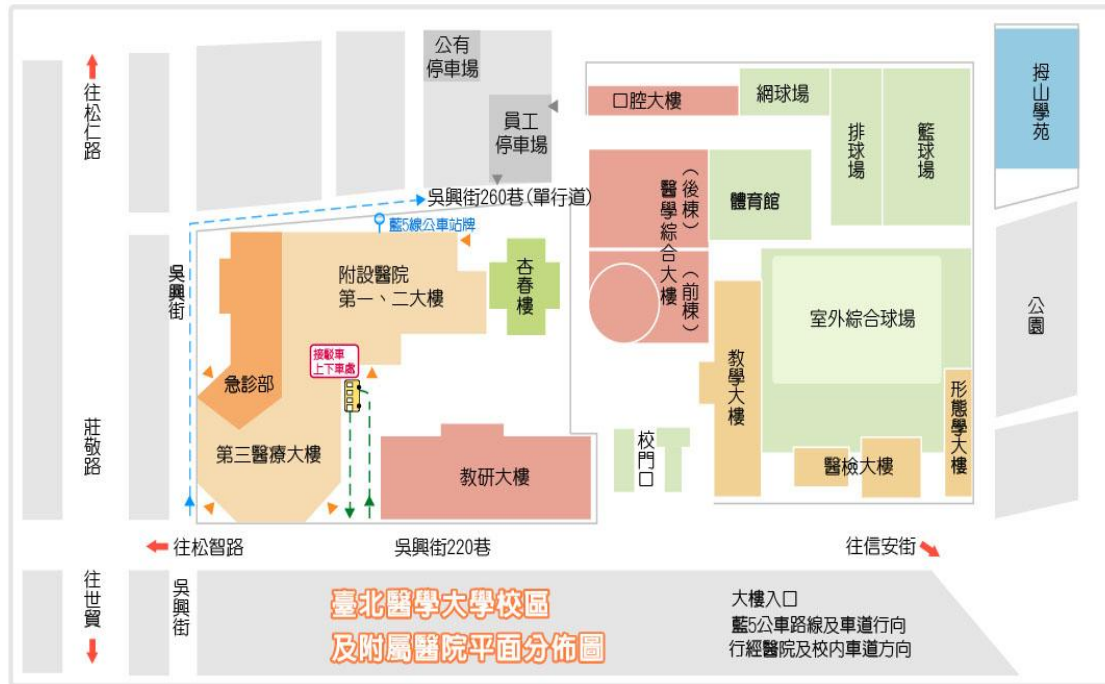 公有
停車場
員工
停車場
口腔大樓
網球場
排球場
籃球場
拇山學苑
往松仁路
吳興街260巷(單行道)
藍5線公車站牌
醫學綜合大樓
(後棟)
(前棟)
體育館
吳興街
附設醫院
第一、二大樓
杏春樓
室外綜合球場
公園
接駁車
上下車處
急診部
教學大樓
形態學大樓
莊敬路
第三醫療大樓
教研大樓
校門口
醫檢大樓
往松智路
吳興街220巷
往信安街
往世貿
吳興街
臺北醫學大學校區
及附屬醫院平面分佈圖
大樓入口
藍5公車路線及車道行向
行經醫院及校內車道方向